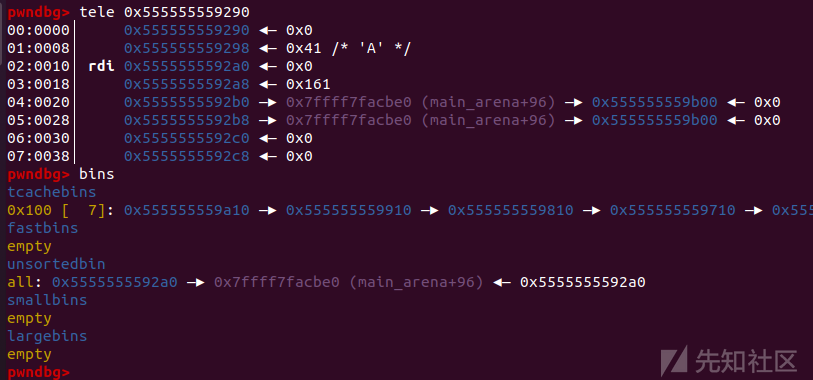 pwndbg> tele 0x555555559290
00:0000│     0x555555559290 ◂— 0x0
01:0008│     0x555555559298 ◂— 0x41 /* 'A' */
02:0010│ rdi 0x5555555592a0 ◂— 0x0
03:0018│     0x5555555592a8 ◂— 0x161
04:0020│     0x5555555592b0 —▸ 0x7ffff7facbe0 (main_arena+96) —▸ 0x555555559b00 ◂— 0x0
05:0028│     0x5555555592b8 —▸ 0x7ffff7facbe0 (main_arena+96) —▸ 0x555555559b00 ◂— 0x0
06:0030│     0x5555555592c0 ◂— 0x0
07:0038│     0x5555555592c8 ◂— 0x0
pwndbg> bins
tcachebins
0x100 [  7]: 0x555555559a10 —▸ 0x555555559910 —▸ 0x555555559810 —▸ 0x555555559710 —▸ 0x555
fastbins
empty
unsortedbin
all: 0x5555555592a0 —▸ 0x7ffff7facbe0 (main_arena+96) ◂— 0x5555555592a0
smallbins
empty
largebins
empty
pwndbg>
先知社区